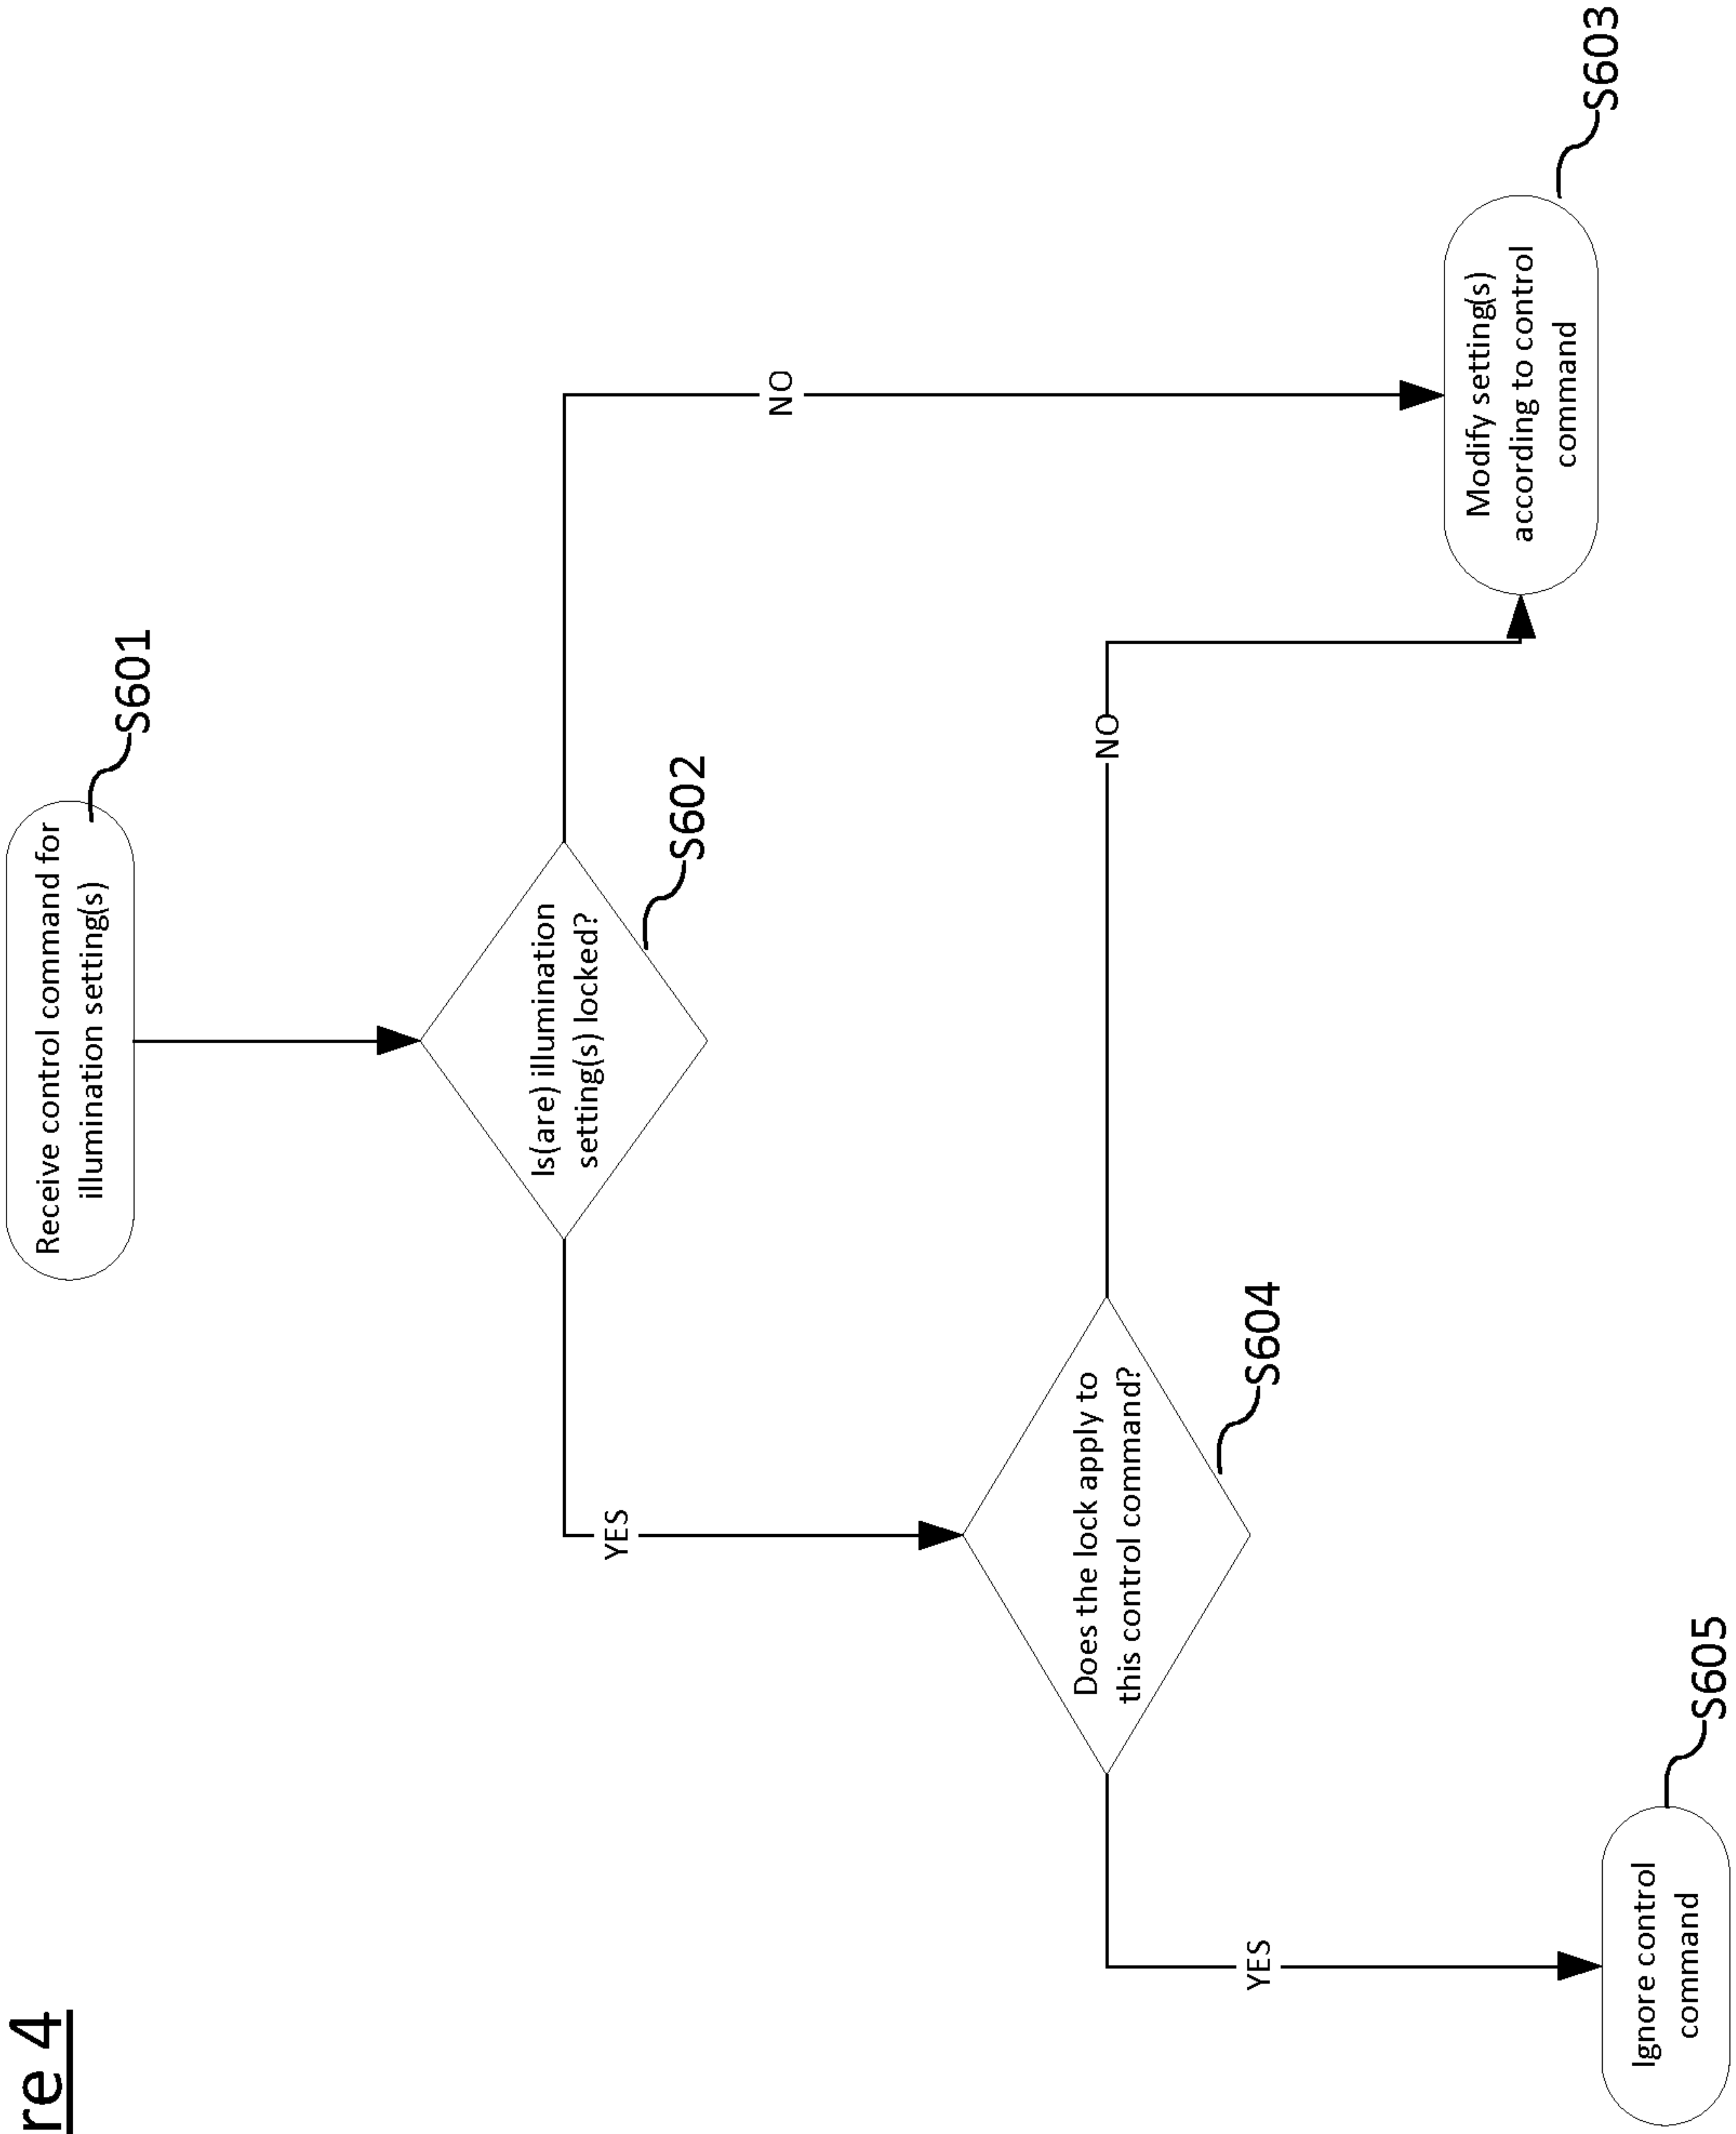 re 4
Receive control command for
illumination setting(s)
S601
Is(are) illumination
setting(s) locked?
S602
YES
NO
Does the lock apply to
this control command?
S604
YES
NO
Ignore control
command
S605
Modify setting(s)
according to control
command
S603